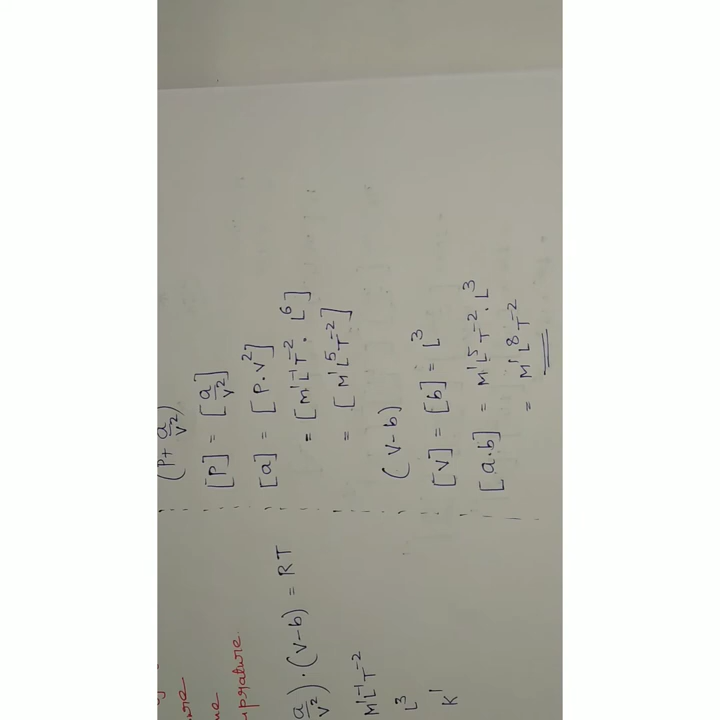 (P + a/v²)
[P] = [a/v²]
[a] = [P.v²]
= [M¹L⁻¹T⁻² . L⁶]
= [M¹L⁵T⁻²]
(v-b)
[v] = [b] = L³
[a.b] = M¹L⁵T⁻² . L³
= M¹L⁸T⁻²
a/v²) . (v-b) = RT
M¹L⁻¹T⁻²
L³
K¹